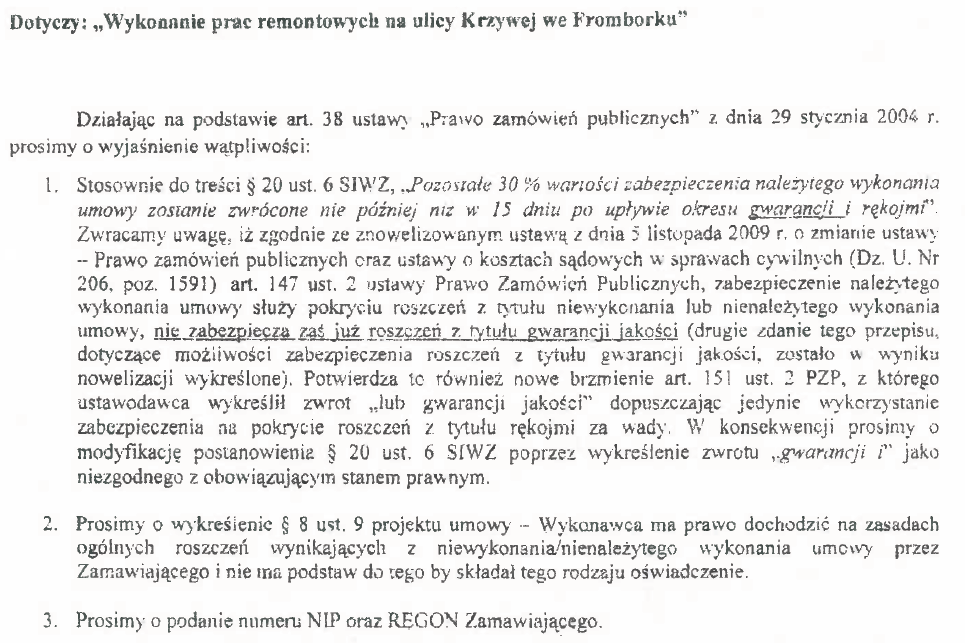 Dotyczy: „Wykonanie prac remontowych na ulicy Krzywej we Fromborku”
Działając na podstawie art. 38 ustawy „Prawo zamówień publicznych” z dnia 29 stycznia 2004 r.
prosimy o wyjaśnienie wątpliwości:
1. Stosownie do treści § 20 ust. 6 SIWZ, „Pozostałe 30 % wartości zabezpieczenia należytego wykonania
umowy zostanie zwrócone nie później niż w 15 dniu po upływie okresu gwarancji i rękojmi”.
Zwracamy uwagę, iż zgodnie ze znowelizowanym ustawą z dnia 5 listopada 2009 r. o zmianie ustawy
– Prawo zamówień publicznych oraz ustawy o kosztach sądowych w sprawach cywilnych (Dz. U. Nr
206, poz. 1591) art. 147 ust. 2 ustawy Prawo Zamówień Publicznych, zabezpieczenie należytego
wykonania umowy służy pokryciu roszczeń z tytułu niewykonania lub nienależytego wykonania
umowy, nie zabezpiecza zaś już roszczeń z tytułu gwarancji jakości (drugie zdanie tego przepisu,
dotyczące możliwości zabezpieczenia roszczeń z tytułu gwarancji jakości, zostało w wyniku
nowelizacji wykreślone). Potwierdza to również nowe brzmienie art. 151 ust. 2 PZP, z którego
ustawodawca wykreślił zwrot „lub gwarancji jakości” dopuszczając jedynie wykorzystanie
zabezpieczenia na pokrycie roszczeń z tytułu rękojmi za wady. W konsekwencji prosimy o
modyfikację postanowienia § 20 ust. 6 SIWZ poprzez wykreślenie zwrotu „gwarancji i” jako
niezgodnego z obowiązującym stanem prawnym.
2. Prosimy o wykreślenie § 8 ust. 9 projektu umowy – Wykonawca ma prawo dochodzić na zasadach
ogólnych roszczeń wynikających z niewykonania/nienależytego wykonania umowy przez
Zamawiającego i nie ma podstaw do tego by składał tego rodzaju oświadczenie.
3. Prosimy o podanie numeru NIP oraz REGON Zamawiającego.